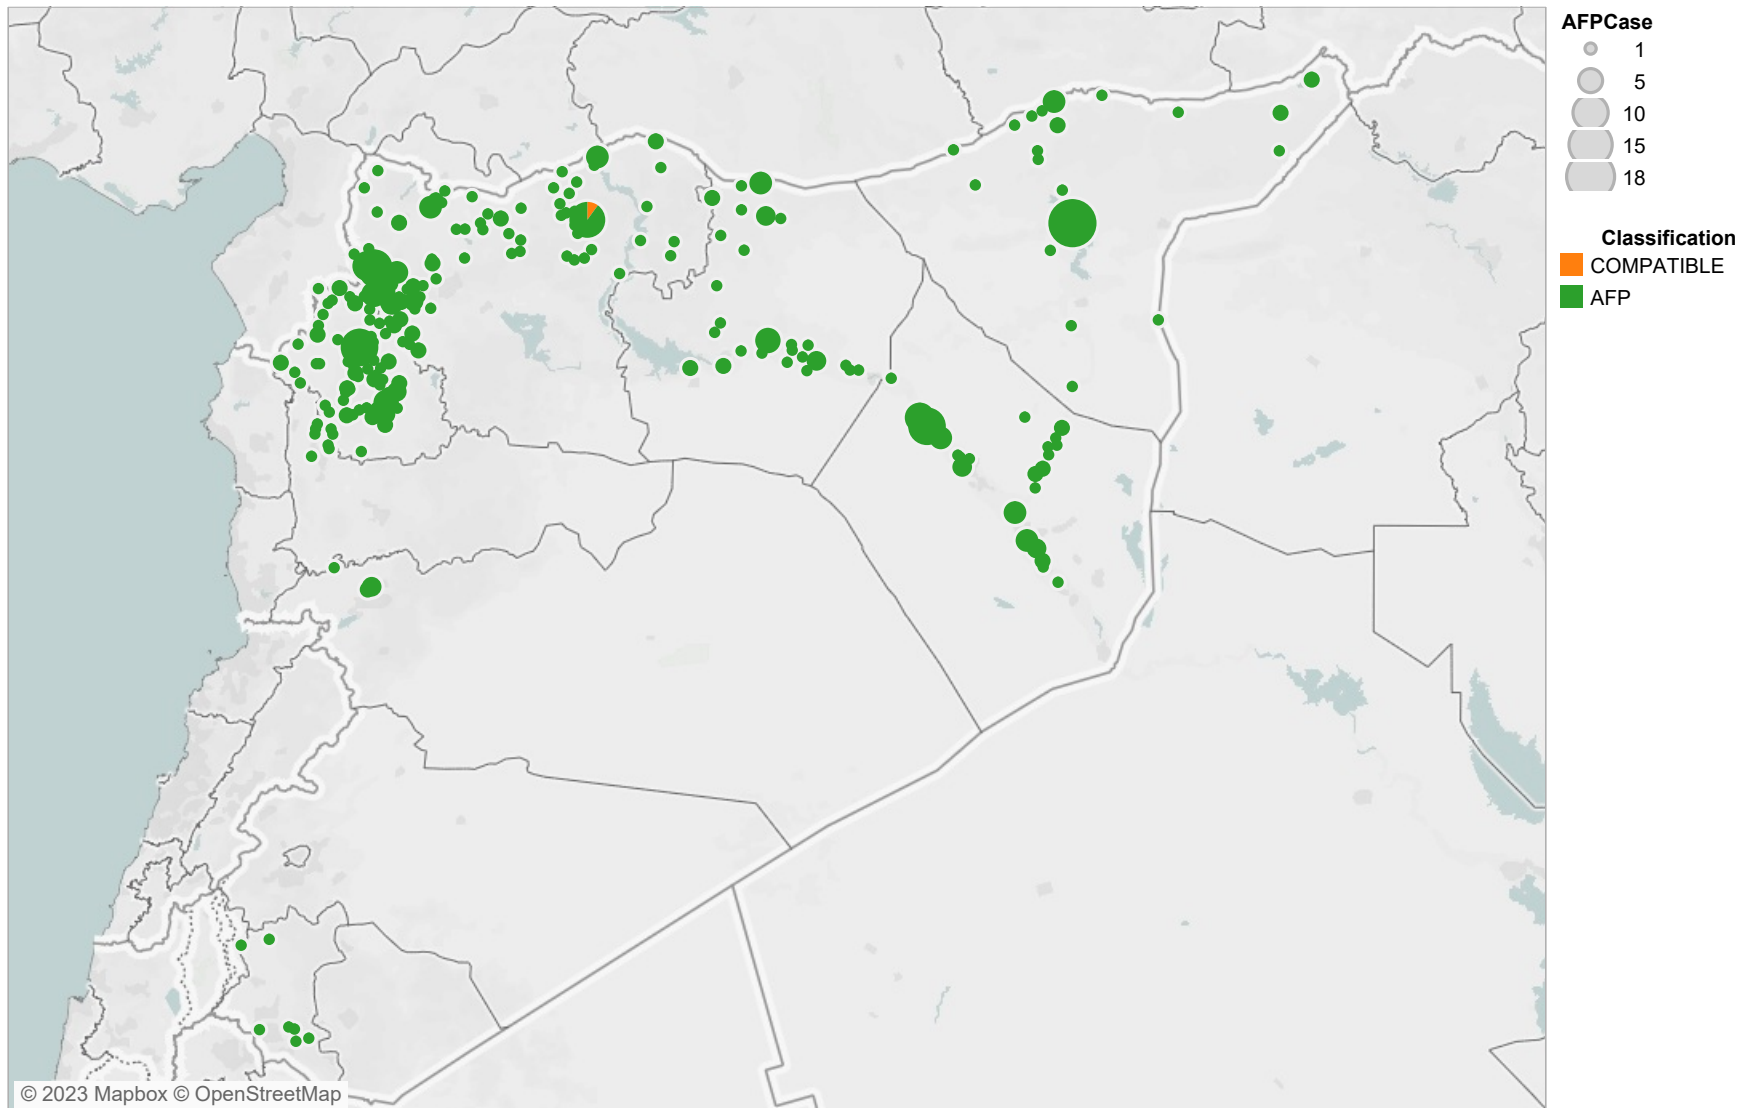 AFPCase
1
5
10
15
18
Classification
COMPATIBLE
AFP
© 2023 Mapbox © OpenStreetMap